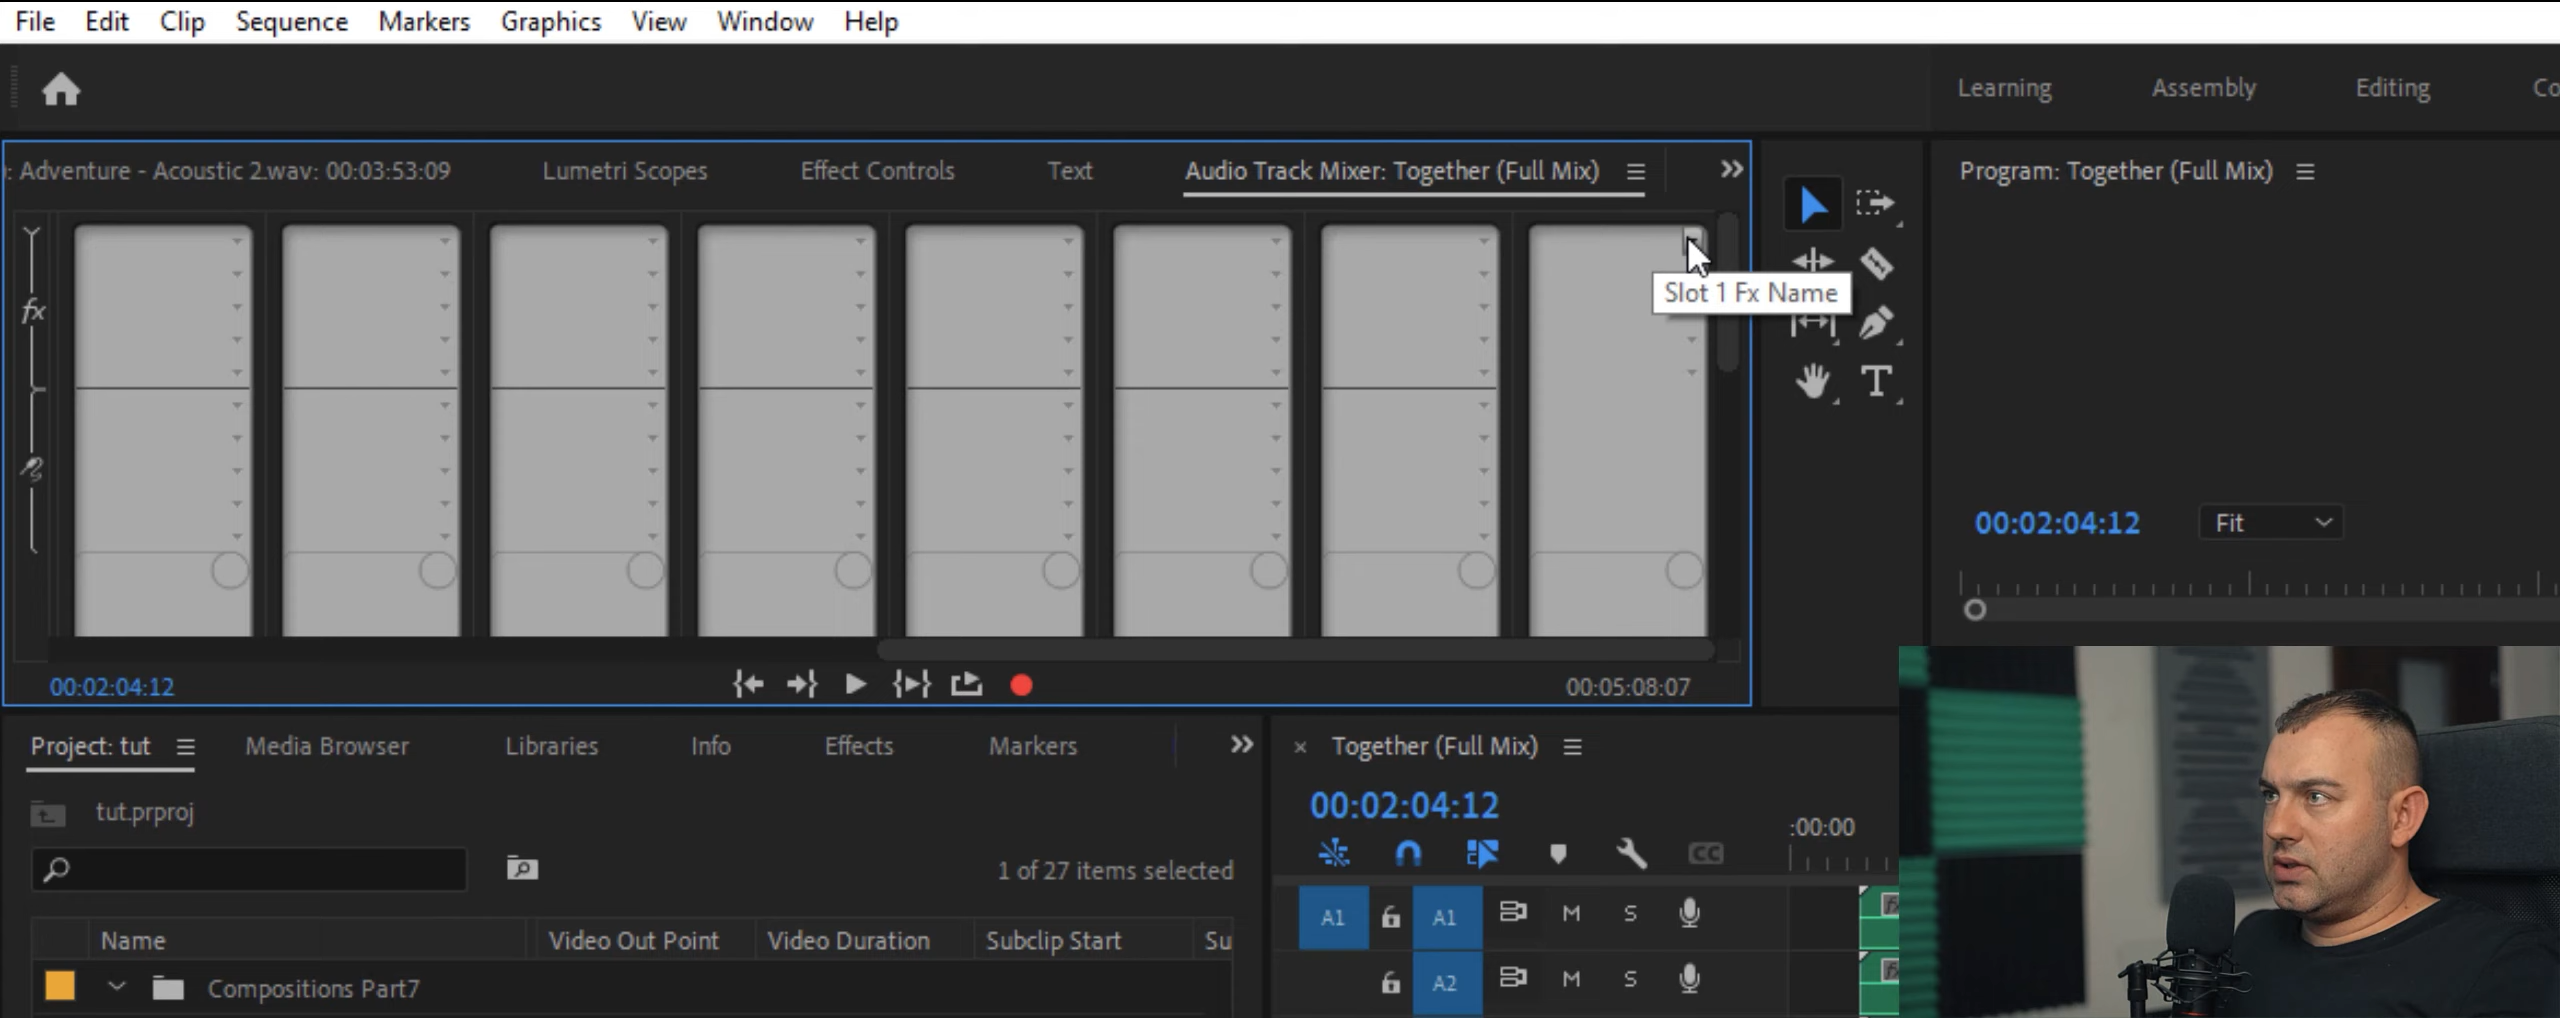 File Edit Clip Sequence Markers Graphics View Window Help
Learning Assembly Editing Co
: Adventure - Acoustic 2.wav: 00:03:53:09 Lumetri Scopes Effect Controls Text Audio Track Mixer: Together (Full Mix)
Program: Together (Full Mix)
fx
Slot 1 Fx Name
00:02:04:12 Fit
00:02:04:12 00:05:08:07
Project: tut Media Browser Libraries Info Effects Markers
Together (Full Mix)
tut.prproj
00:02:04:12
:00:00
CC
1 of 27 items selected
A1 A1 M S
Name Video Out Point Video Duration Subclip Start Su
A2 M S
Compositions Part7